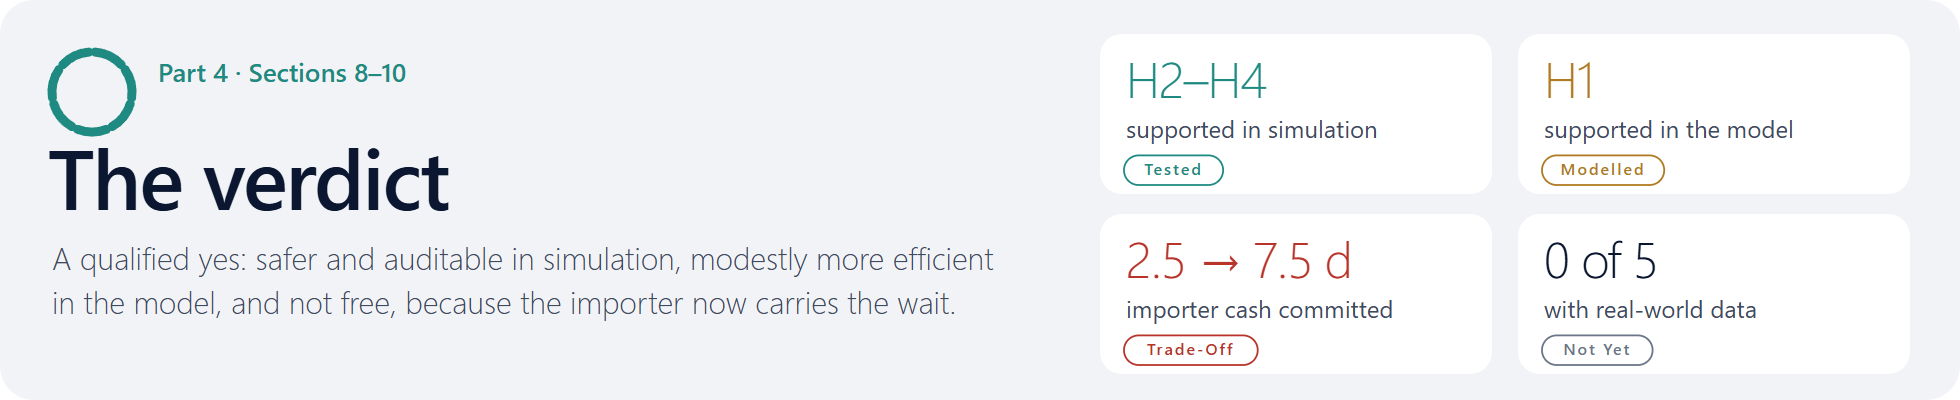 Part 4 · Sections 8–10
The verdict
A qualified yes: safer and auditable in simulation, modestly more efficient
in the model, and not free, because the importer now carries the wait.
H2–H4
supported in simulation
Tested
H1
supported in the model
Modelled
2.5 → 7.5 d
importer cash committed
Trade-Off
0 of 5
with real-world data
Not Yet